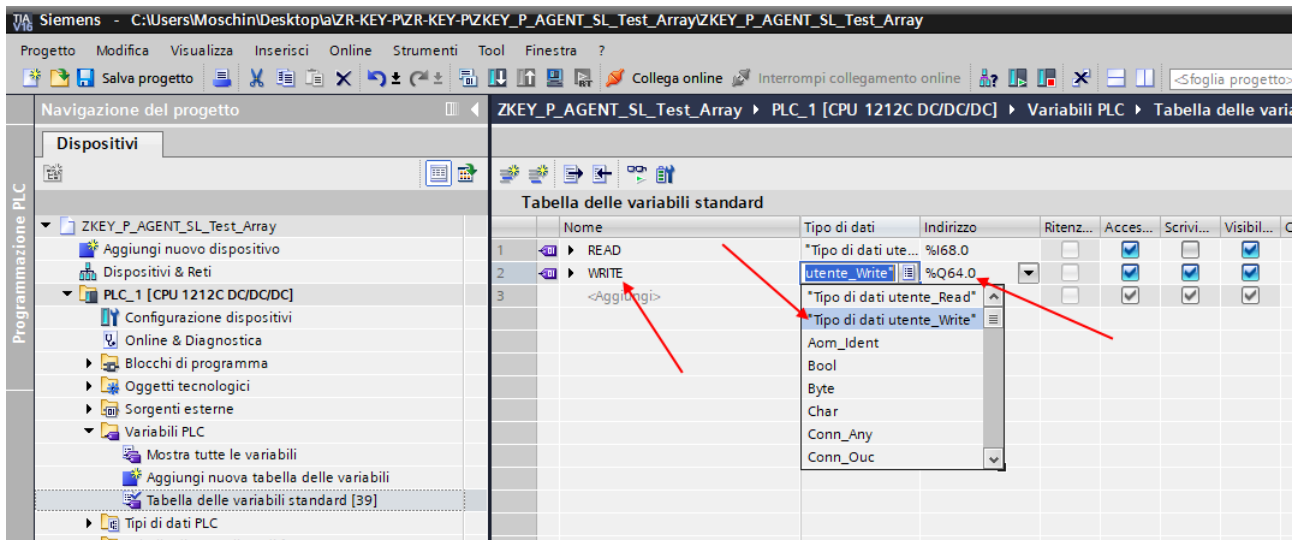 Siemens - C:\Users\Moschin\Desktop\a\ZR-KEY-P\ZR-KEY-P\ZKEY_P_AGENT_SL_Test_Array\ZKEY_P_AGENT_SL_Test_Array
Progetto Modifica Visualizza Inserisci Online Strumenti Tool Finestra ?
Salva progetto Collega online Interrompi collegamento online <Sfoglia progetto>
Navigazione del progetto
ZKEY_P_AGENT_SL_Test_Array PLC_1 [CPU 1212C DC/DC/DC] Variabili PLC Tabella delle varia
Dispositivi
Programmazione PLC
Tabella delle variabili standard
Nome Tipo di dati Indirizzo Ritenz... Acces... Scrivi... Visibil... C
1 READ "Tipo di dati ute... %I68.0
2 WRITE utente_Write" %Q64.0
3 <Aggiungi>
"Tipo di dati utente_Read"
"Tipo di dati utente_Write"
Aom_Ident
Bool
Byte
Char
Conn_Any
Conn_Ouc
ZKEY_P_AGENT_SL_Test_Array
Aggiungi nuovo dispositivo
Dispositivi & Reti
PLC_1 [CPU 1212C DC/DC/DC]
Configurazione dispositivi
Online & Diagnostica
Blocchi di programma
Oggetti tecnologici
Sorgenti esterne
Variabili PLC
Mostra tutte le variabili
Aggiungi nuova tabella delle variabili
Tabella delle variabili standard [39]
Tipi di dati PLC